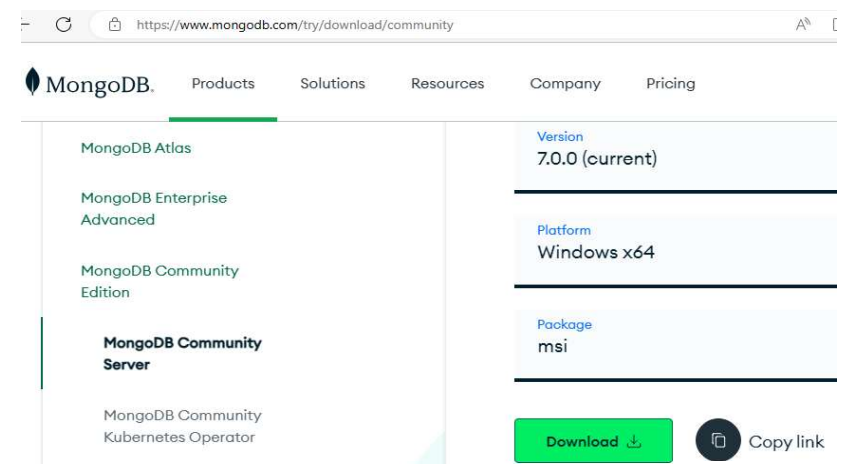 https://www.mongodb.com/try/download/community
MongoDB.
Products
Solutions
Resources
Company
Pricing
MongoDB Atlas
MongoDB Enterprise
Advanced
MongoDB Community
Edition
MongoDB Community
Server
MongoDB Community
Kubernetes Operator
Version
7.0.0 (current)
Platform
Windows x64
Package
msi
Download
Copy link